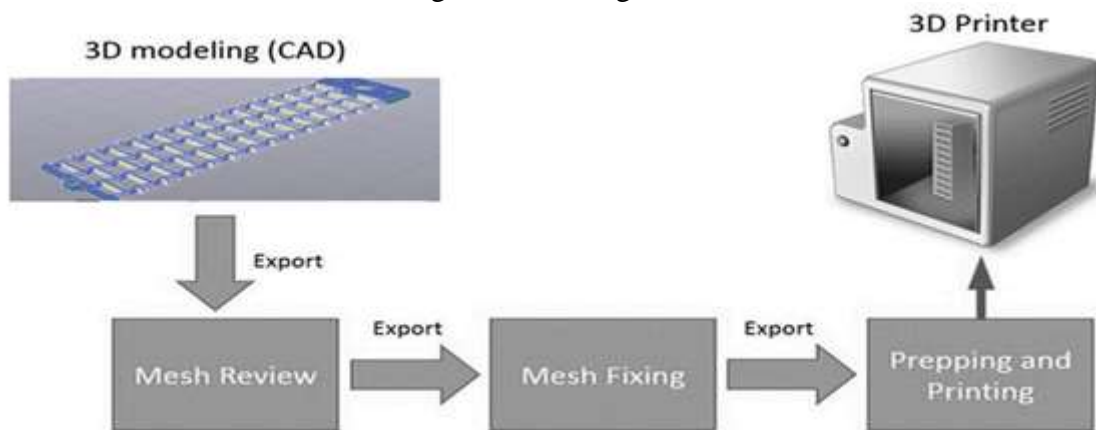 3D modeling (CAD)
3D Printer
Export
Mesh Review
Export
Mesh Fixing
Export
Prepping and
Printing